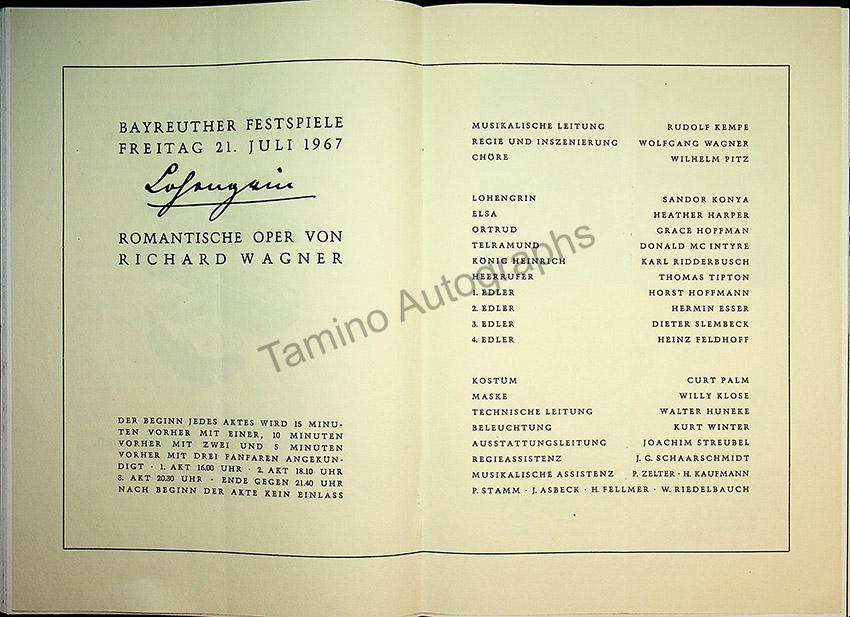 BAYREUTHER FESTSPIELE
FREITAG 21. JULI 1967
Lohengrin
ROMANTISCHE OPER VON
RICHARD WAGNER
DER BEGINN JEDES AKTES WIRD 15 MINU-
TEN VORHER MIT EINER, 10 MINUTEN
VORHER MIT ZWEI UND 5 MINUTEN
VORHER MIT DREI FANFAREN ANGEKÜN-
DIGT · 1. AKT 16.00 UHR · 2. AKT 18.10 UHR
3. AKT 20.30 UHR · ENDE GEGEN 21.40 UHR
NACH BEGINN DER AKTE KEIN EINLASS
MUSIKALISCHE LEITUNG RUDOLF KEMPE
REGIE UND INSZENIERUNG WOLFGANG WAGNER
CHÖRE WILHELM PITZ
LOHENGRIN SANDOR KONYA
ELSA HEATHER HARPER
ORTRUD GRACE HOFFMAN
TELRAMUND DONALD MC INTYRE
KÖNIG HEINRICH KARL RIDDERBUSCH
HEERRUFER THOMAS TIPTON
1. EDLER HORST HOFFMANN
2. EDLER HERMIN ESSER
3. EDLER DIETER SLEMBECK
4. EDLER HEINZ FELDHOFF
KOSTÜM CURT PALM
MASKE WILLY KLOSE
TECHNISCHE LEITUNG WALTER HUNEKE
BELEUCHTUNG KURT WINTER
AUSSTATTUNGSLEITUNG JOACHIM STREUBEL
REGIEASSISTENZ J. G. SCHAARSCHMIDT
MUSIKALISCHE ASSISTENZ P. ZELTER · H. KAUFMANN
P. STAMM · J. ASBECK · H. FELLMER · W. RIEDELBAUCH
Tamino Autographs